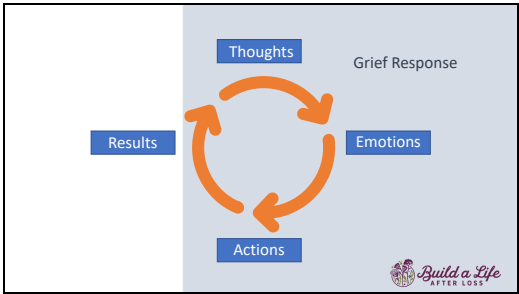 Thoughts
Grief Response
Results
Emotions
Actions
Build a Life
AFTER LOSS